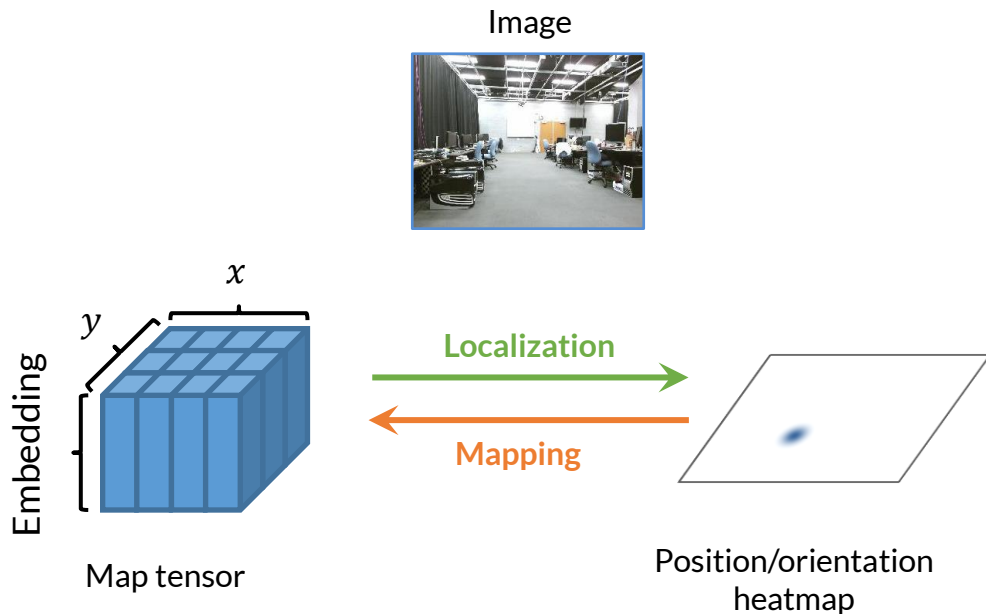 Image
x
y
Embedding
Localization
Mapping
Map tensor
Position/orientation
heatmap